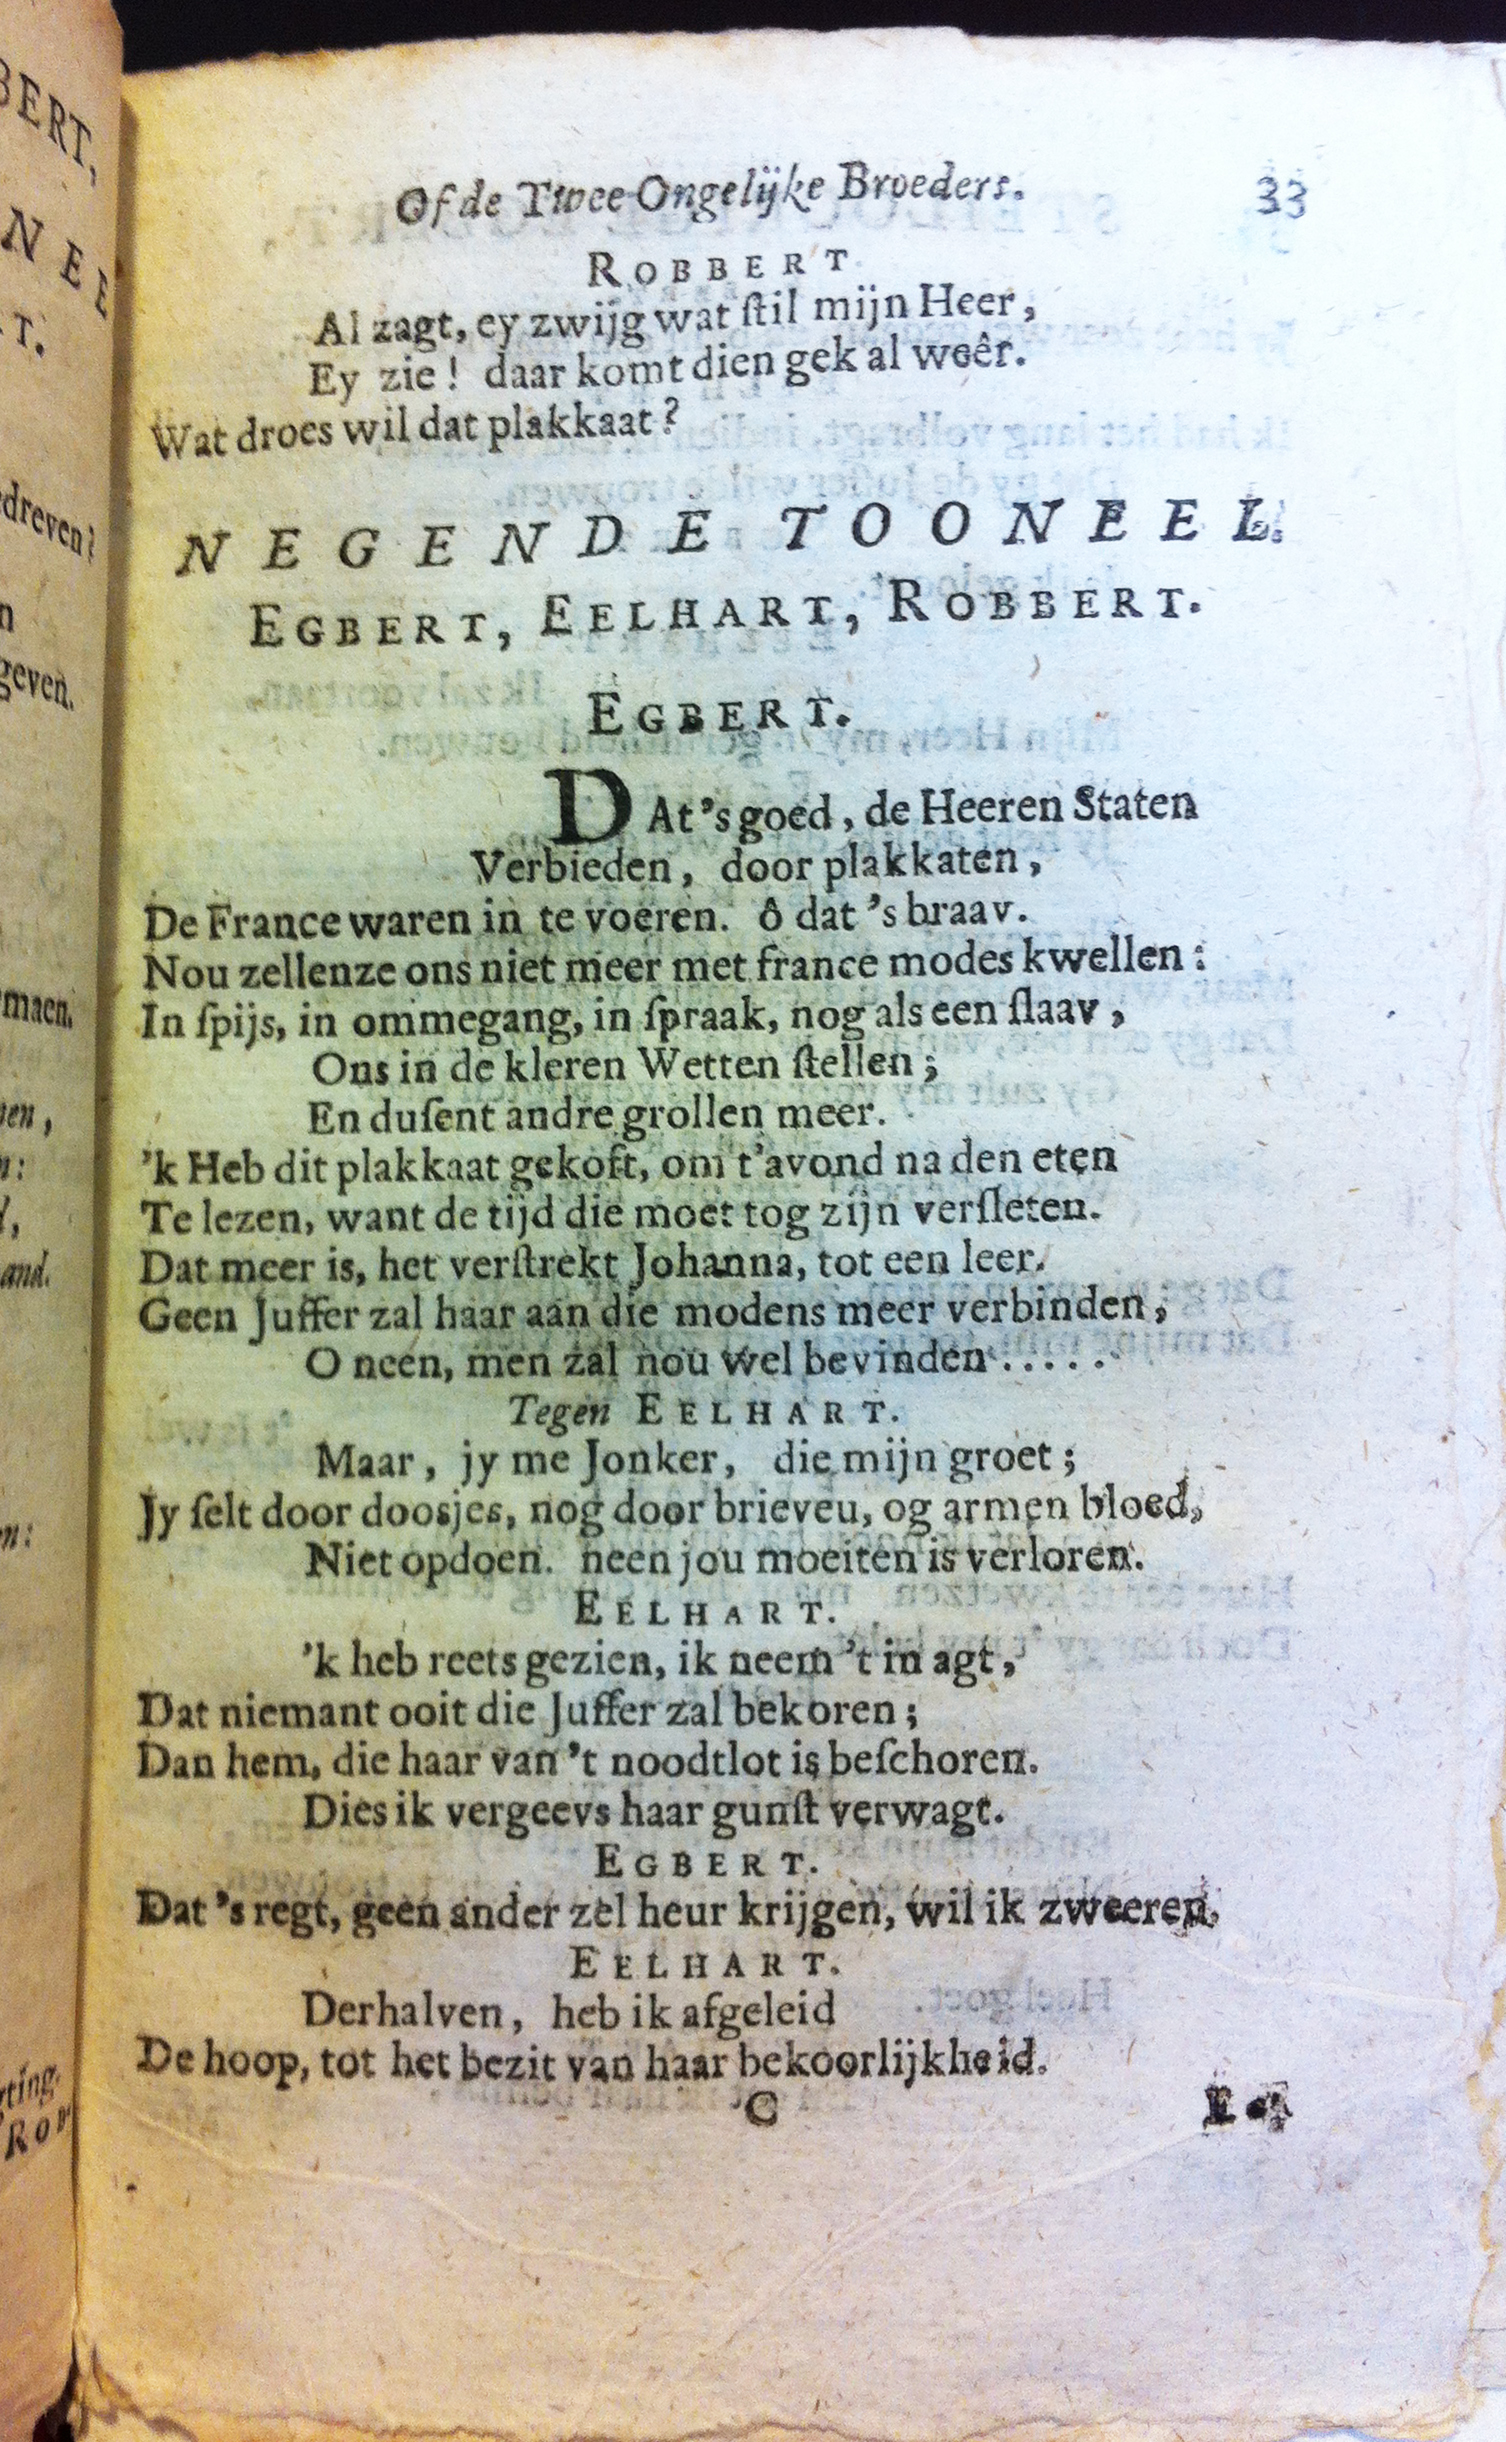 Of de Twee Ongelijke Broeders. 33
ROBBERT
Al zagt, ey zwijg wat ſtil mijn Heer,
Ey zie! daar komt dien gek al weêr.
Wat droes wil dat plakkaat?
NEGENDE TOONEEL.
EGBERT, EELHART, ROBBERT.
EGBERT.
DAt 's goed, de Heeren Staten
Verbieden, door plakkaten,
De France waren in te voeren. ô dat 's braav.
Nou zellenze ons niet meer met france modes kwellen:
In ſpijs, in ommegang, in ſpraak, nog als een ſlaav,
Ons in de kleren Wetten ſtellen;
En duſent andre grollen meer.
'k Heb dit plakkaat gekoft, om t'avond na den eten
Te lezen, want de tijd die moet tog zijn verſleten.
Dat meer is, het verſtrekt Johanna, tot een leer.
Geen Juffer zal haar aan die modens meer verbinden,
O neen, men zal nou wel bevinden.....
Tegen EELHART.
Maar, jy me Jonker, die mijn groet;
Jy ſelt door doosjes, nog door brieveu, og armen bloed,
Niet opdoen. neen jou moeiten is verloren.
EELHART.
'k heb reets gezien, ik neem 't in agt,
Dat niemant ooit die Juffer zal bekoren;
Dan hem, die haar van 't noodtlot is beſchoren.
Dies ik vergeevs haar gunſt verwagt.
EGBERT.
Dat 's regt, geen ander zel heur krijgen, wil ik zweeren,
EELHART.
Derhalven, heb ik afgeleid
De hoop, tot het bezit van haar bekoorlijkheid.
C
BERT,
T.
dreven?
geven.
maen.
and.